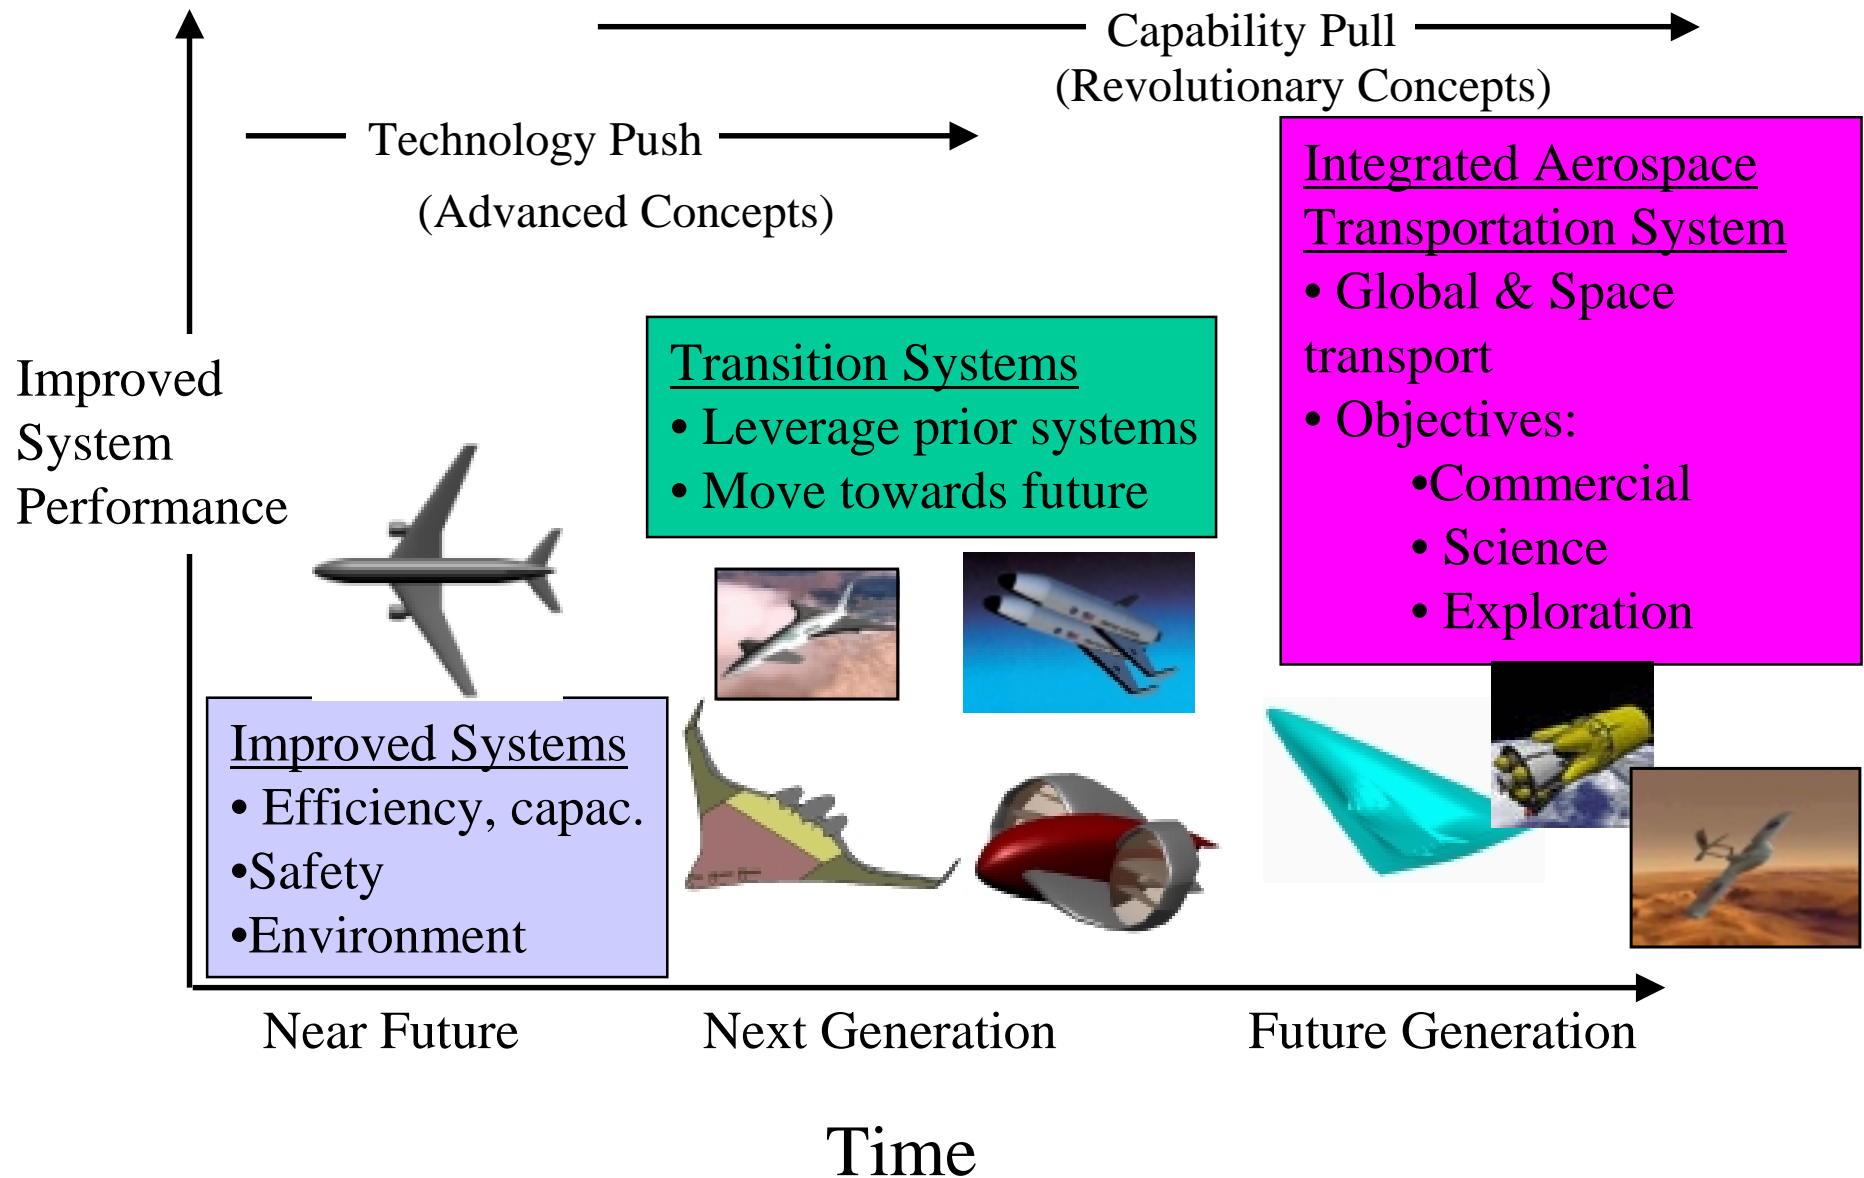 Capability Pull
(Revolutionary Concepts)
Technology Push
(Advanced Concepts)
Integrated Aerospace
Transportation System
• Global & Space
transport
• Objectives:
•Commercial
• Science
• Exploration
Transition Systems
• Leverage prior systems
• Move towards future
Improved
System
Performance
Improved Systems
• Efficiency, capac.
•Safety
•Environment
Near Future
Next Generation
Future Generation
Time